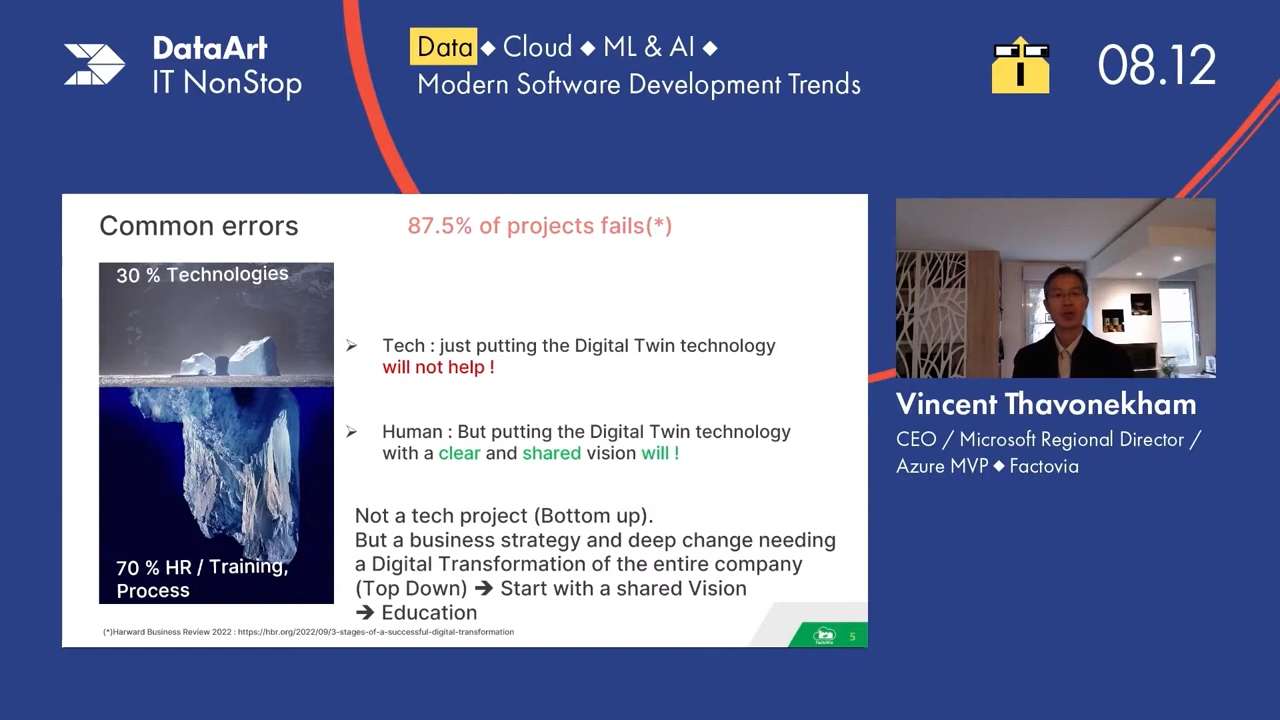 DataArt
IT NonStop
Data ◆ Cloud ◆ ML & AI ◆
Modern Software Development Trends
08.12
Common errors
87.5% of projects fails(*)
30 % Technologies
➢ Tech : just putting the Digital Twin technology
will not help !
➢ Human : But putting the Digital Twin technology
with a clear and shared vision will !
70 % HR / Training,
Process
Not a tech project (Bottom up).
But a business strategy and deep change needing
a Digital Transformation of the entire company
(Top Down) ➔ Start with a shared Vision
➔ Education
(*)Harward Business Review 2022 : https://hbr.org/2022/09/3-stages-of-a-successful-digital-transformation
5
Vincent Thavonekham
CEO / Microsoft Regional Director /
Azure MVP ◆ Factovia